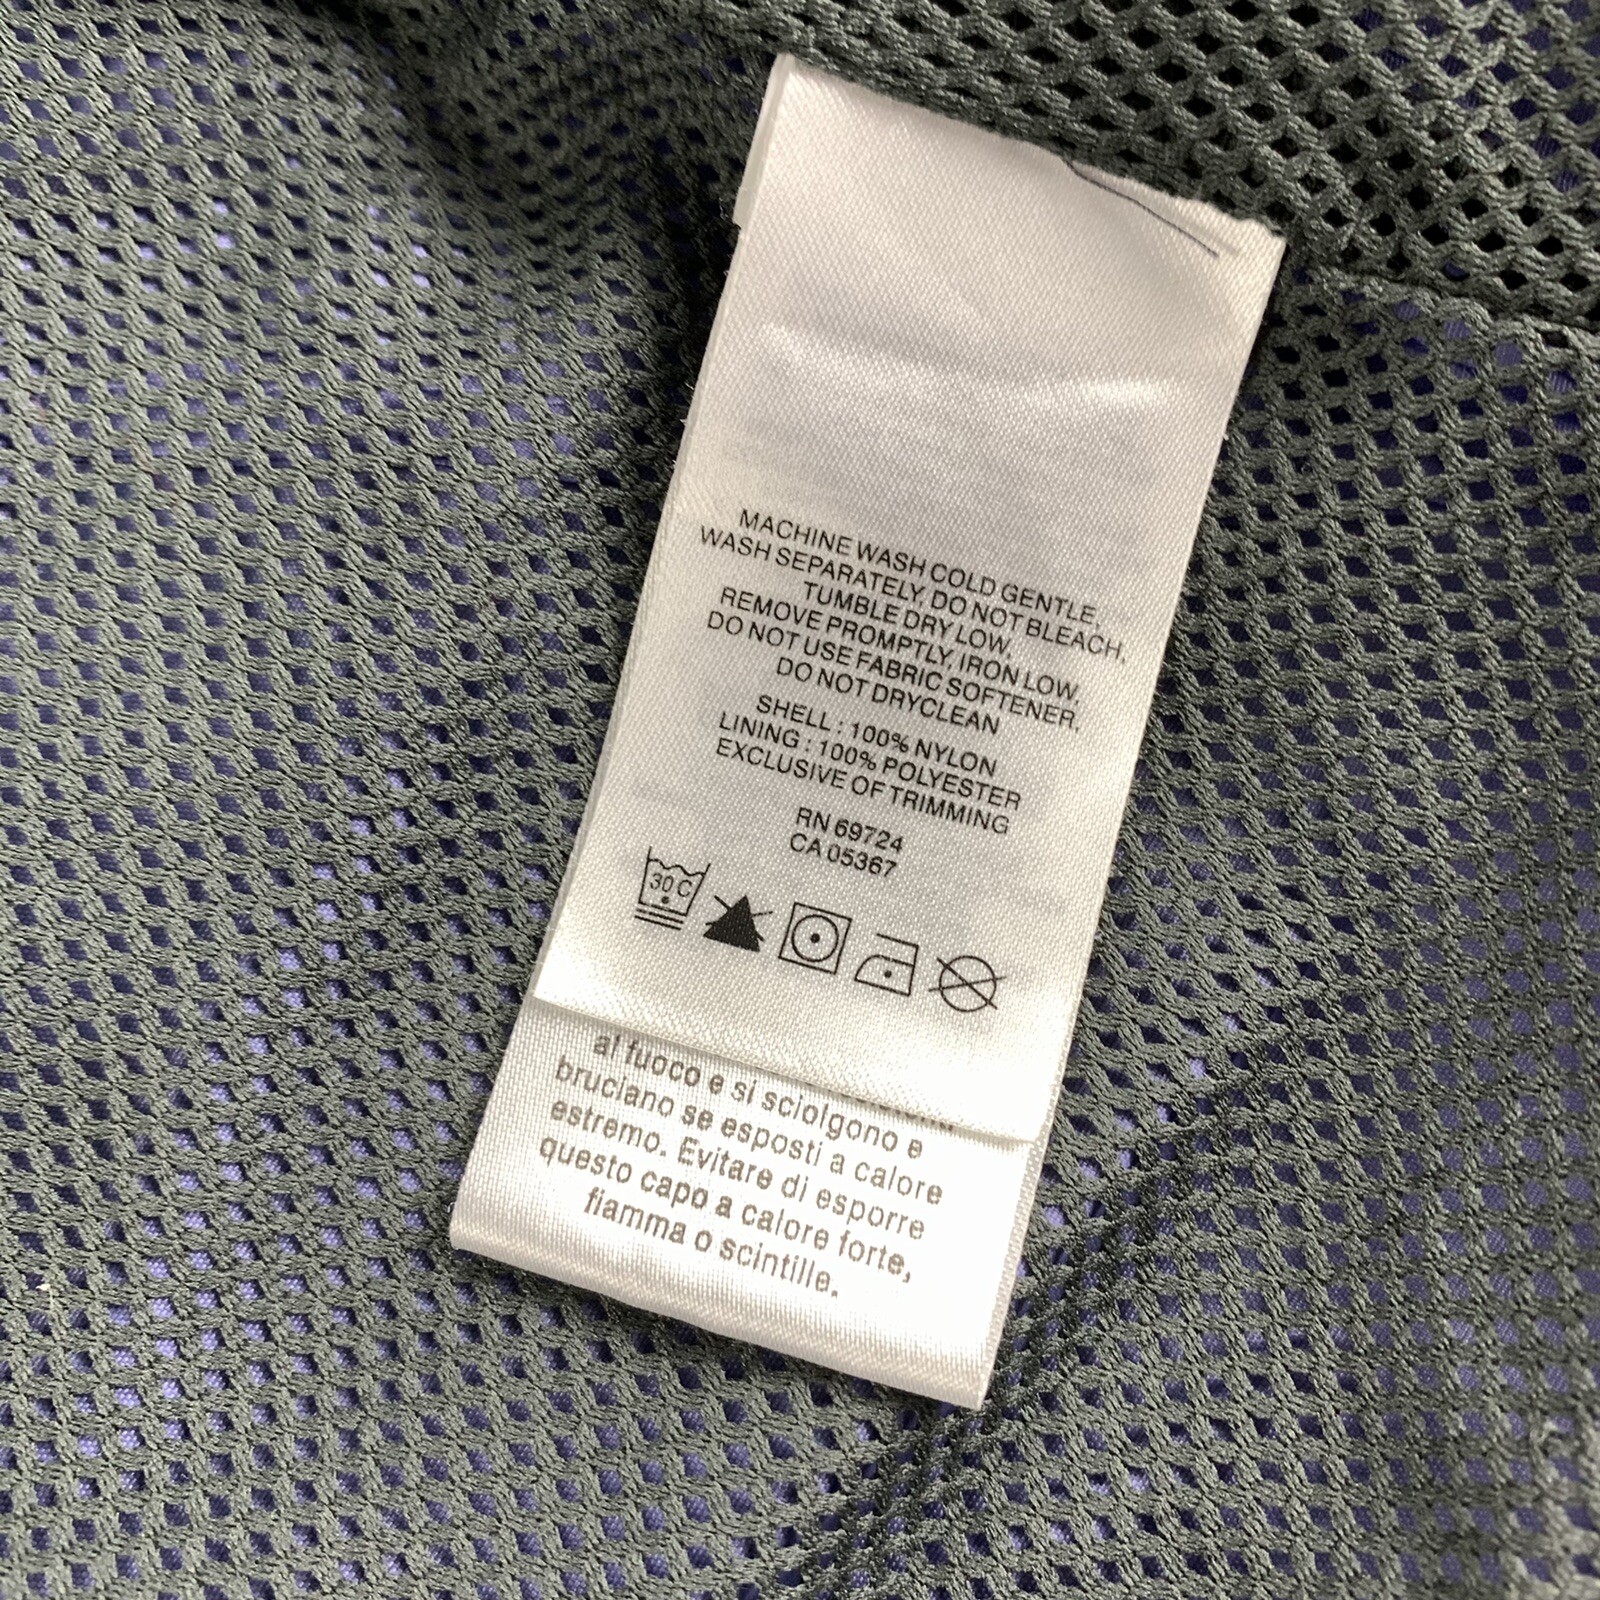 MACHINE WASH COLD GENTLE,
WASH SEPARATELY, DO NOT BLEACH,
TUMBLE DRY LOW,
REMOVE PROMPTLY, IRON LOW,
DO NOT USE FABRIC SOFTENER,
DO NOT DRYCLEAN
SHELL : 100% NYLON
LINING : 100% POLYESTER
EXCLUSIVE OF TRIMMING
RN 69724
CA 05367
30 C
al fuoco e si sciolgono e
bruciano se esposti a calore
estremo. Evitare di esporre
questo capo a calore forte,
fiamma o scintille.